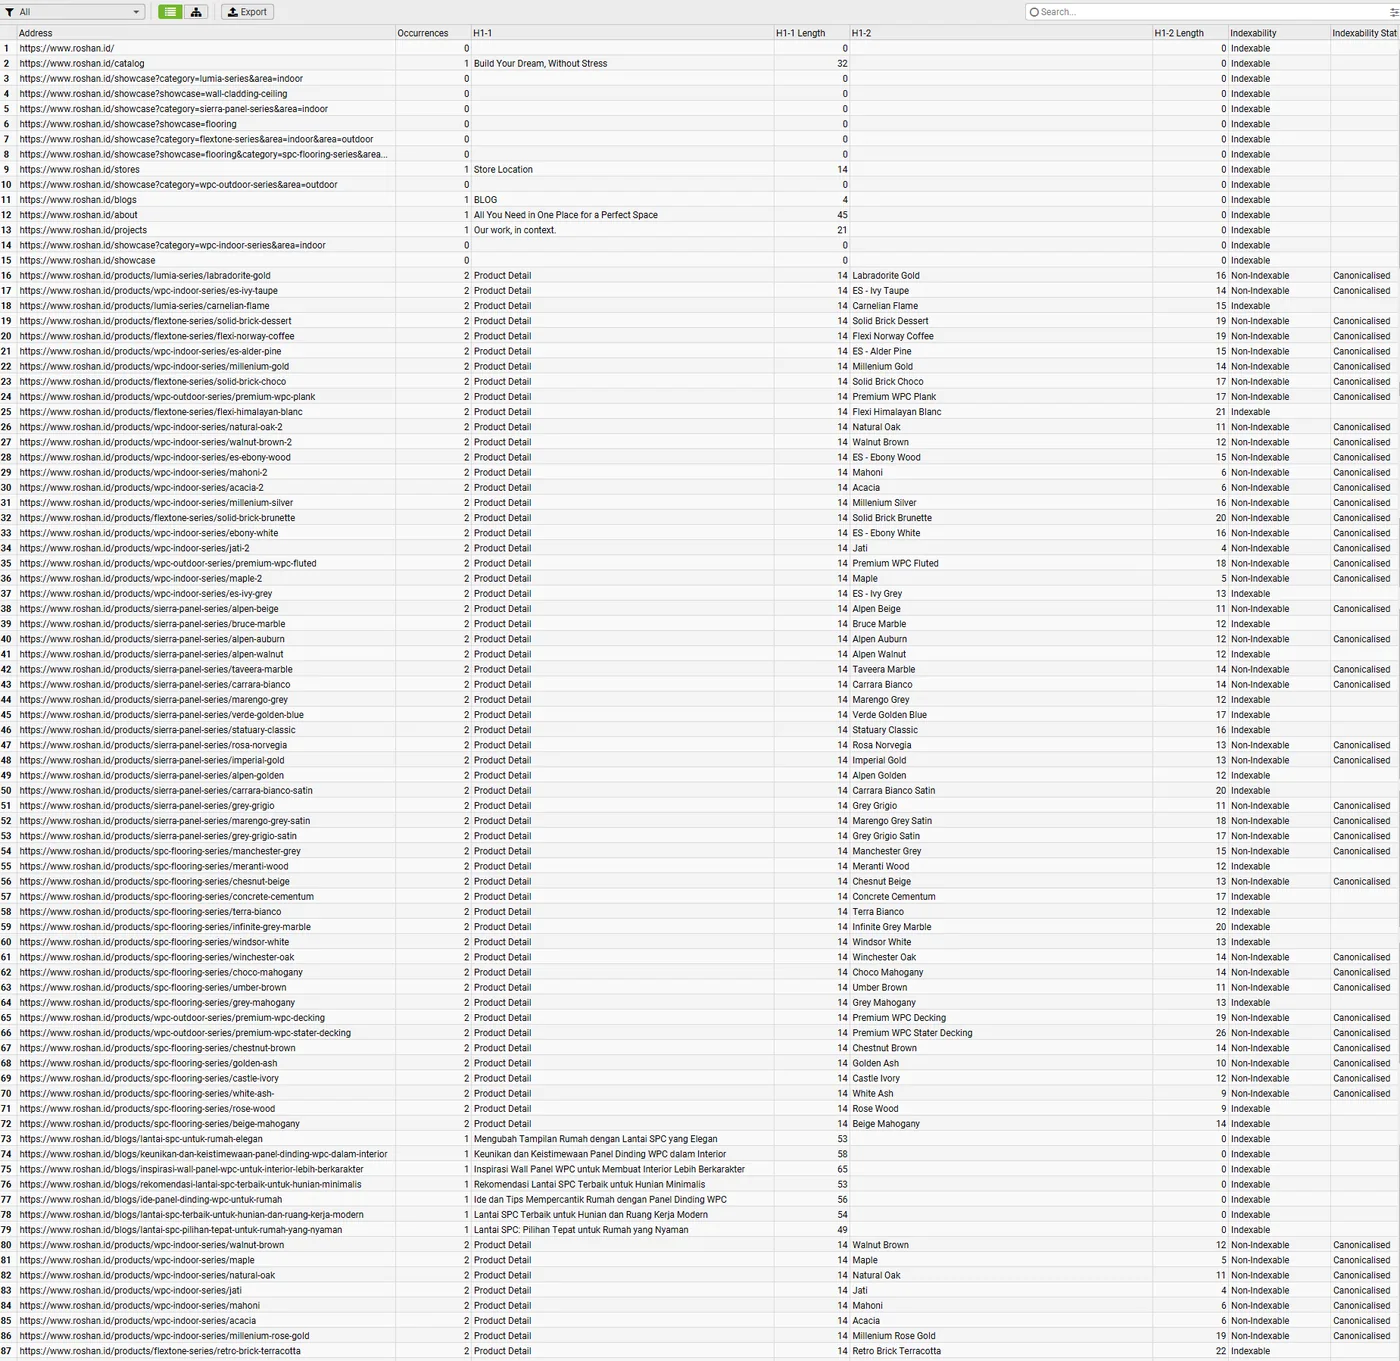 All Export Search...
Address Occurrences H1-1 H1-1 Length H1-2 H1-2 Length Indexability Indexability Stat
1 https://www.roshan.id/ 0 0 0 Indexable
2 https://www.roshan.id/catalog 1 Build Your Dream, Without Stress 32 0 Indexable
3 https://www.roshan.id/showcase?category=lumia-series&area=indoor 0 0 0 Indexable
4 https://www.roshan.id/showcase?showcase=wall-cladding-ceiling 0 0 0 Indexable
5 https://www.roshan.id/showcase?category=sierra-panel-series&area=indoor 0 0 0 Indexable
6 https://www.roshan.id/showcase?showcase=flooring 0 0 0 Indexable
7 https://www.roshan.id/showcase?category=flextone-series&area=indoor&area=outdoor 0 0 0 Indexable
8 https://www.roshan.id/showcase?showcase=flooring&category=spc-flooring-series&area... 0 0 0 Indexable
9 https://www.roshan.id/stores 1 Store Location 14 0 Indexable
10 https://www.roshan.id/showcase?category=wpc-outdoor-series&area=outdoor 0 0 0 Indexable
11 https://www.roshan.id/blogs 1 BLOG 4 0 Indexable
12 https://www.roshan.id/about 1 All You Need in One Place for a Perfect Space 45 0 Indexable
13 https://www.roshan.id/projects 1 Our work, in context. 21 0 Indexable
14 https://www.roshan.id/showcase?category=wpc-indoor-series&area=indoor 0 0 0 Indexable
15 https://www.roshan.id/showcase 0 0 0 Indexable
16 https://www.roshan.id/products/lumia-series/labradorite-gold 2 Product Detail 14 Labradorite Gold 16 Non-Indexable Canonicalised
17 https://www.roshan.id/products/wpc-indoor-series/es-ivy-taupe 2 Product Detail 14 ES - Ivy Taupe 14 Non-Indexable Canonicalised
18 https://www.roshan.id/products/lumia-series/carnelian-flame 2 Product Detail 14 Carnelian Flame 15 Indexable
19 https://www.roshan.id/products/flextone-series/solid-brick-dessert 2 Product Detail 14 Solid Brick Dessert 19 Non-Indexable Canonicalised
20 https://www.roshan.id/products/flextone-series/flexi-norway-coffee 2 Product Detail 14 Flexi Norway Coffee 19 Non-Indexable Canonicalised
21 https://www.roshan.id/products/wpc-indoor-series/es-alder-pine 2 Product Detail 14 ES - Alder Pine 15 Non-Indexable Canonicalised
22 https://www.roshan.id/products/wpc-indoor-series/millenium-gold 2 Product Detail 14 Millenium Gold 14 Non-Indexable Canonicalised
23 https://www.roshan.id/products/flextone-series/solid-brick-choco 2 Product Detail 14 Solid Brick Choco 17 Non-Indexable Canonicalised
24 https://www.roshan.id/products/wpc-outdoor-series/premium-wpc-plank 2 Product Detail 14 Premium WPC Plank 17 Non-Indexable Canonicalised
25 https://www.roshan.id/products/flextone-series/flexi-himalayan-blanc 2 Product Detail 14 Flexi Himalayan Blanc 21 Indexable
26 https://www.roshan.id/products/wpc-indoor-series/natural-oak-2 2 Product Detail 14 Natural Oak 11 Non-Indexable Canonicalised
27 https://www.roshan.id/products/wpc-indoor-series/walnut-brown-2 2 Product Detail 14 Walnut Brown 12 Non-Indexable Canonicalised
28 https://www.roshan.id/products/wpc-indoor-series/es-ebony-wood 2 Product Detail 14 ES - Ebony Wood 15 Non-Indexable Canonicalised
29 https://www.roshan.id/products/wpc-indoor-series/mahoni-2 2 Product Detail 14 Mahoni 6 Non-Indexable Canonicalised
30 https://www.roshan.id/products/wpc-indoor-series/acacia-2 2 Product Detail 14 Acacia 6 Non-Indexable Canonicalised
31 https://www.roshan.id/products/wpc-indoor-series/millenium-silver 2 Product Detail 14 Millenium Silver 16 Non-Indexable Canonicalised
32 https://www.roshan.id/products/flextone-series/solid-brick-brunette 2 Product Detail 14 Solid Brick Brunette 20 Non-Indexable Canonicalised
33 https://www.roshan.id/products/wpc-indoor-series/ebony-white 2 Product Detail 14 ES - Ebony White 16 Non-Indexable Canonicalised
34 https://www.roshan.id/products/wpc-indoor-series/jati-2 2 Product Detail 14 Jati 4 Non-Indexable Canonicalised
35 https://www.roshan.id/products/wpc-outdoor-series/premium-wpc-fluted 2 Product Detail 14 Premium WPC Fluted 18 Non-Indexable Canonicalised
36 https://www.roshan.id/products/wpc-indoor-series/maple-2 2 Product Detail 14 Maple 5 Non-Indexable Canonicalised
37 https://www.roshan.id/products/wpc-indoor-series/es-ivy-grey 2 Product Detail 14 ES - Ivy Grey 13 Indexable
38 https://www.roshan.id/products/sierra-panel-series/alpen-beige 2 Product Detail 14 Alpen Beige 11 Non-Indexable Canonicalised
39 https://www.roshan.id/products/sierra-panel-series/bruce-marble 2 Product Detail 14 Bruce Marble 12 Indexable
40 https://www.roshan.id/products/sierra-panel-series/alpen-auburn 2 Product Detail 14 Alpen Auburn 12 Non-Indexable Canonicalised
41 https://www.roshan.id/products/sierra-panel-series/alpen-walnut 2 Product Detail 14 Alpen Walnut 12 Indexable
42 https://www.roshan.id/products/sierra-panel-series/taveera-marble 2 Product Detail 14 Taveera Marble 14 Non-Indexable Canonicalised
43 https://www.roshan.id/products/sierra-panel-series/carrara-bianco 2 Product Detail 14 Carrara Bianco 14 Non-Indexable Canonicalised
44 https://www.roshan.id/products/sierra-panel-series/marengo-grey 2 Product Detail 14 Marengo Grey 12 Indexable
45 https://www.roshan.id/products/sierra-panel-series/verde-golden-blue 2 Product Detail 14 Verde Golden Blue 17 Indexable
46 https://www.roshan.id/products/sierra-panel-series/statuary-classic 2 Product Detail 14 Statuary Classic 16 Indexable
47 https://www.roshan.id/products/sierra-panel-series/rosa-norvegia 2 Product Detail 14 Rosa Norvegia 13 Non-Indexable Canonicalised
48 https://www.roshan.id/products/sierra-panel-series/imperial-gold 2 Product Detail 14 Imperial Gold 13 Non-Indexable Canonicalised
49 https://www.roshan.id/products/sierra-panel-series/alpen-golden 2 Product Detail 14 Alpen Golden 12 Indexable
50 https://www.roshan.id/products/sierra-panel-series/carrara-bianco-satin 2 Product Detail 14 Carrara Bianco Satin 20 Indexable
51 https://www.roshan.id/products/sierra-panel-series/grey-grigio 2 Product Detail 14 Grey Grigio 11 Non-Indexable Canonicalised
52 https://www.roshan.id/products/sierra-panel-series/marengo-grey-satin 2 Product Detail 14 Marengo Grey Satin 18 Non-Indexable Canonicalised
53 https://www.roshan.id/products/sierra-panel-series/grey-grigio-satin 2 Product Detail 14 Grey Grigio Satin 17 Non-Indexable Canonicalised
54 https://www.roshan.id/products/spc-flooring-series/manchester-grey 2 Product Detail 14 Manchester Grey 15 Non-Indexable Canonicalised
55 https://www.roshan.id/products/spc-flooring-series/meranti-wood 2 Product Detail 14 Meranti Wood 12 Indexable
56 https://www.roshan.id/products/spc-flooring-series/chesnut-beige 2 Product Detail 14 Chesnut Beige 13 Non-Indexable Canonicalised
57 https://www.roshan.id/products/spc-flooring-series/concrete-cementum 2 Product Detail 14 Concrete Cementum 17 Indexable
58 https://www.roshan.id/products/spc-flooring-series/terra-bianco 2 Product Detail 14 Terra Bianco 12 Indexable
59 https://www.roshan.id/products/spc-flooring-series/infinite-grey-marble 2 Product Detail 14 Infinite Grey Marble 20 Indexable
60 https://www.roshan.id/products/spc-flooring-series/windsor-white 2 Product Detail 14 Windsor White 13 Indexable
61 https://www.roshan.id/products/spc-flooring-series/winchester-oak 2 Product Detail 14 Winchester Oak 14 Non-Indexable Canonicalised
62 https://www.roshan.id/products/spc-flooring-series/choco-mahogany 2 Product Detail 14 Choco Mahogany 14 Non-Indexable Canonicalised
63 https://www.roshan.id/products/spc-flooring-series/umber-brown 2 Product Detail 14 Umber Brown 11 Non-Indexable Canonicalised
64 https://www.roshan.id/products/spc-flooring-series/grey-mahogany 2 Product Detail 14 Grey Mahogany 13 Indexable
65 https://www.roshan.id/products/wpc-outdoor-series/premium-wpc-decking 2 Product Detail 14 Premium WPC Decking 19 Non-Indexable Canonicalised
66 https://www.roshan.id/products/wpc-outdoor-series/premium-wpc-stater-decking 2 Product Detail 14 Premium WPC Stater Decking 26 Non-Indexable Canonicalised
67 https://www.roshan.id/products/spc-flooring-series/chestnut-brown 2 Product Detail 14 Chestnut Brown 14 Non-Indexable Canonicalised
68 https://www.roshan.id/products/spc-flooring-series/golden-ash 2 Product Detail 14 Golden Ash 10 Non-Indexable Canonicalised
69 https://www.roshan.id/products/spc-flooring-series/castle-ivory 2 Product Detail 14 Castle Ivory 12 Non-Indexable Canonicalised
70 https://www.roshan.id/products/spc-flooring-series/white-ash- 2 Product Detail 14 White Ash 9 Non-Indexable Canonicalised
71 https://www.roshan.id/products/spc-flooring-series/rose-wood 2 Product Detail 14 Rose Wood 9 Indexable
72 https://www.roshan.id/products/spc-flooring-series/beige-mahogany 2 Product Detail 14 Beige Mahogany 14 Indexable
73 https://www.roshan.id/blogs/lantai-spc-untuk-rumah-elegan 1 Mengubah Tampilan Rumah dengan Lantai SPC yang Elegan 53 0 Indexable
74 https://www.roshan.id/blogs/keunikan-dan-keistimewaan-panel-dinding-wpc-dalam-interior 1 Keunikan dan Keistimewaan Panel Dinding WPC dalam Interior 58 0 Indexable
75 https://www.roshan.id/blogs/inspirasi-wall-panel-wpc-untuk-interior-lebih-berkarakter 1 Inspirasi Wall Panel WPC untuk Membuat Interior Lebih Berkarakter 65 0 Indexable
76 https://www.roshan.id/blogs/rekomendasi-lantai-spc-terbaik-untuk-hunian-minimalis 1 Rekomendasi Lantai SPC Terbaik untuk Hunian Minimalis 53 0 Indexable
77 https://www.roshan.id/blogs/ide-panel-dinding-wpc-untuk-rumah 1 Ide dan Tips Mempercantik Rumah dengan Panel Dinding WPC 56 0 Indexable
78 https://www.roshan.id/blogs/lantai-spc-terbaik-untuk-hunian-dan-ruang-kerja-modern 1 Lantai SPC Terbaik untuk Hunian dan Ruang Kerja Modern 54 0 Indexable
79 https://www.roshan.id/blogs/lantai-spc-pilihan-tepat-untuk-rumah-yang-nyaman 1 Lantai SPC: Pilihan Tepat untuk Rumah yang Nyaman 49 0 Indexable
80 https://www.roshan.id/products/wpc-indoor-series/walnut-brown 2 Product Detail 14 Walnut Brown 12 Non-Indexable Canonicalised
81 https://www.roshan.id/products/wpc-indoor-series/maple 2 Product Detail 14 Maple 5 Non-Indexable Canonicalised
82 https://www.roshan.id/products/wpc-indoor-series/natural-oak 2 Product Detail 14 Natural Oak 11 Non-Indexable Canonicalised
83 https://www.roshan.id/products/wpc-indoor-series/jati 2 Product Detail 14 Jati 4 Non-Indexable Canonicalised
84 https://www.roshan.id/products/wpc-indoor-series/mahoni 2 Product Detail 14 Mahoni 6 Non-Indexable Canonicalised
85 https://www.roshan.id/products/wpc-indoor-series/acacia 2 Product Detail 14 Acacia 6 Non-Indexable Canonicalised
86 https://www.roshan.id/products/wpc-indoor-series/millenium-rose-gold 2 Product Detail 14 Millenium Rose Gold 19 Non-Indexable Canonicalised
87 https://www.roshan.id/products/flextone-series/retro-brick-terracotta 2 Product Detail 14 Retro Brick Terracotta 22 Indexable